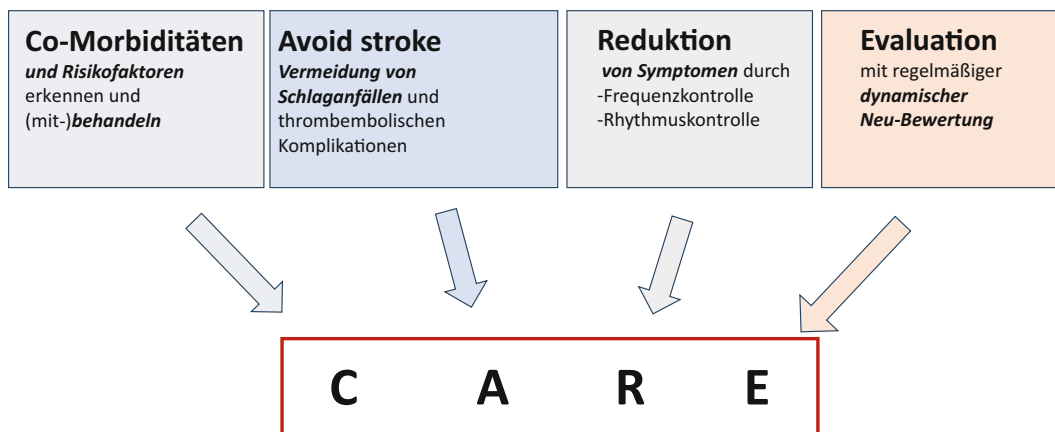 Co-Morbiditäten
und Risikofaktoren
erkennen und
(mit-)behandeln
Avoid stroke
Vermeidung von
Schlaganfällen und
thrombembolischen
Komplikationen
Reduktion
von Symptomen durch
-Frequenzkontrolle
-Rhythmuskontrolle
Evaluation
mit regelmäßiger
dynamischer
Neu-Bewertung
C A R E